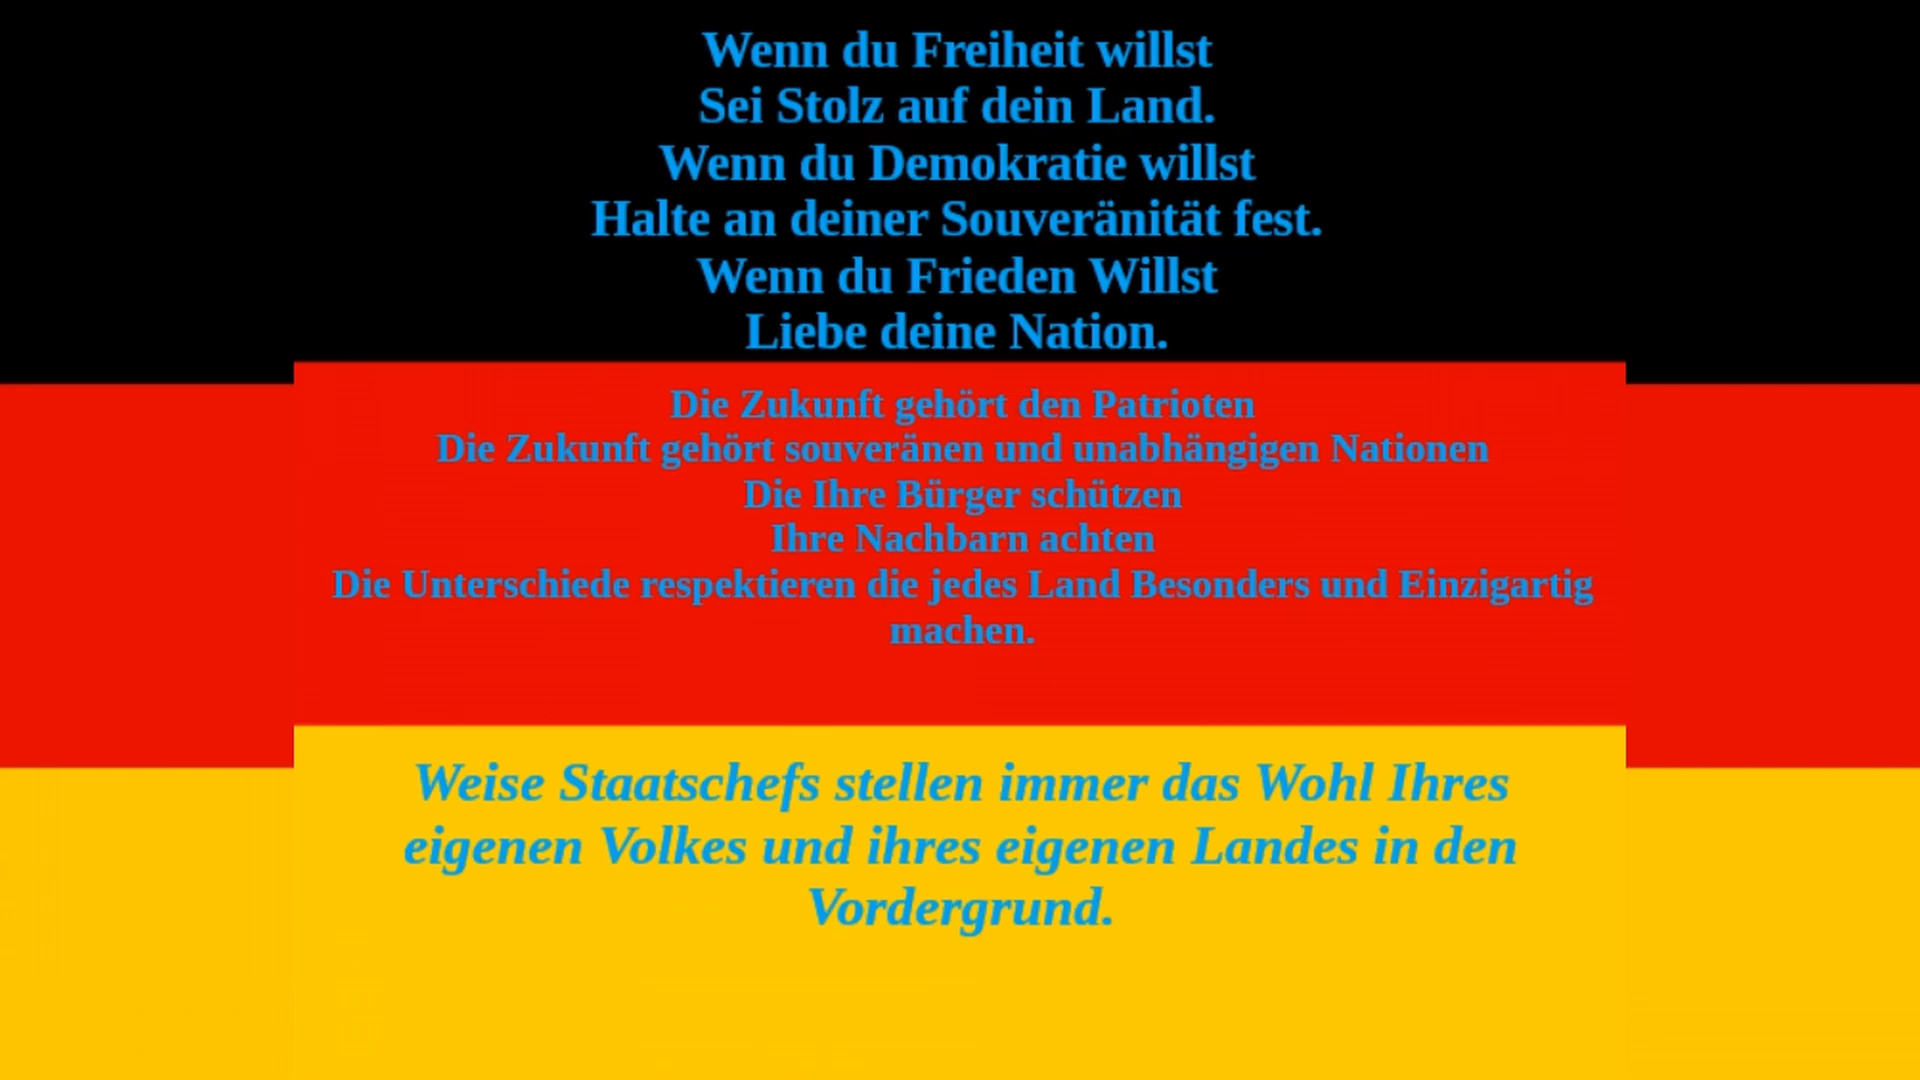 Wenn du Freiheit willst
Sei Stolz auf dein Land.
Wenn du Demokratie willst
Halte an deiner Souveränität fest.
Wenn du Frieden Willst
Liebe deine Nation.
Die Zukunft gehört den Patrioten
Die Zukunft gehört souveränen und unabhängigen Nationen
Die Ihre Bürger schützen
Ihre Nachbarn achten
Die Unterschiede respektieren die jedes Land Besonders und Einzigartig
machen.
Weise Staatschefs stellen immer das Wohl Ihres
eigenen Volkes und ihres eigenen Landes in den
Vordergrund.